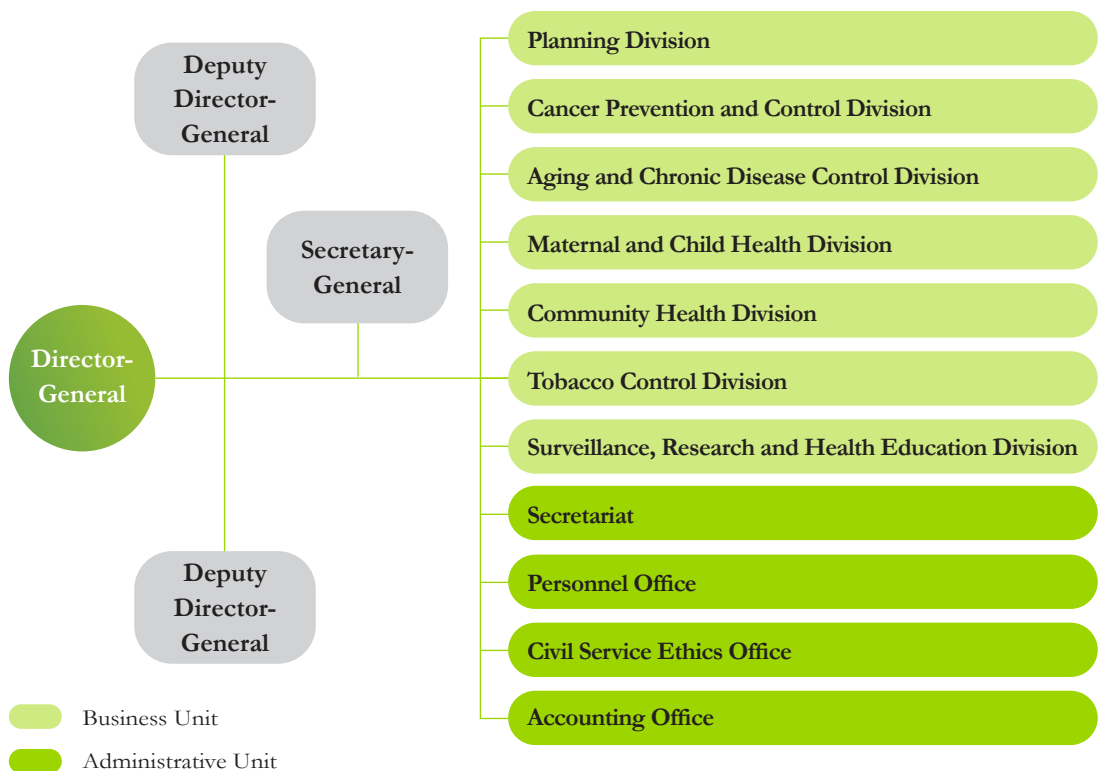 Deputy
Director-
General
Secretary-
General
Director-
General
Deputy
Director-
General
Planning Division
Cancer Prevention and Control Division
Aging and Chronic Disease Control Division
Maternal and Child Health Division
Community Health Division
Tobacco Control Division
Surveillance, Research and Health Education Division
Secretariat
Personnel Office
Civil Service Ethics Office
Accounting Office
Business Unit
Administrative Unit